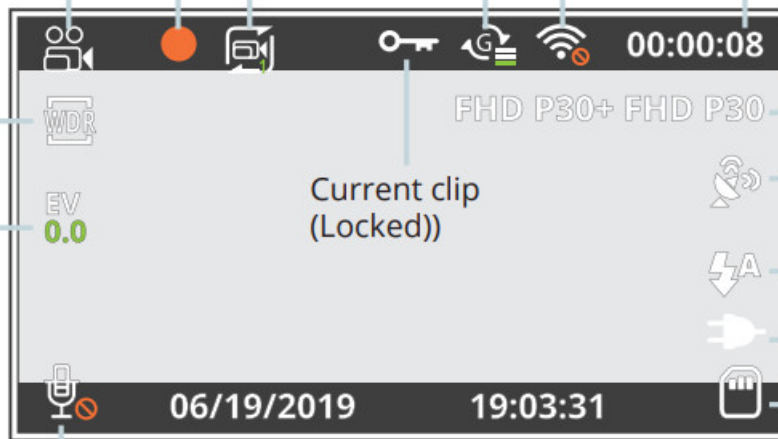 1
G
00:00:08
WDR
FHD P30+ FHD P30
Current clip
(Locked))
EV
0.0
A
06/19/2019
19:03:31